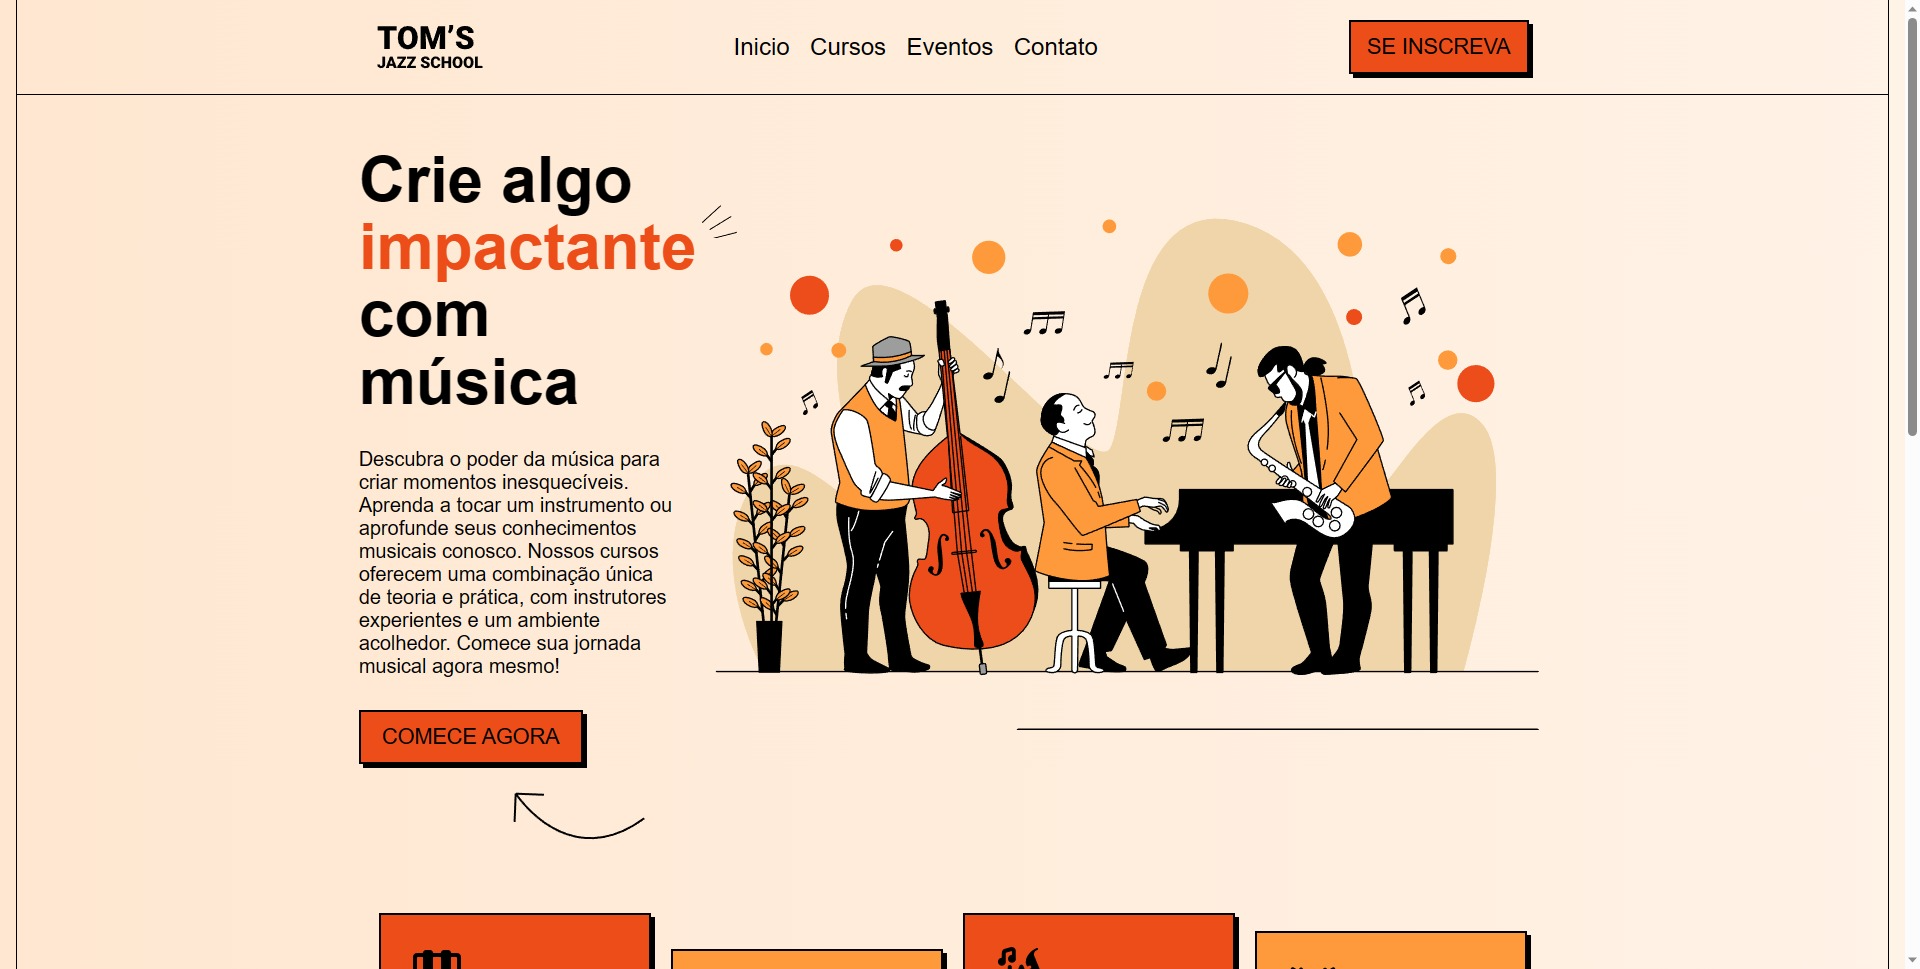 TOM'S
JAZZ SCHOOL
Inicio Cursos Eventos Contato
SE INSCREVA
Crie algo
impactante
com
música
Descubra o poder da música para
criar momentos inesquecíveis.
Aprenda a tocar um instrumento ou
aprofunde seus conhecimentos
musicais conosco. Nossos cursos
oferecem uma combinação única
de teoria e prática, com instrutores
experientes e um ambiente
acolhedor. Comece sua jornada
musical agora mesmo!
COMECE AGORA